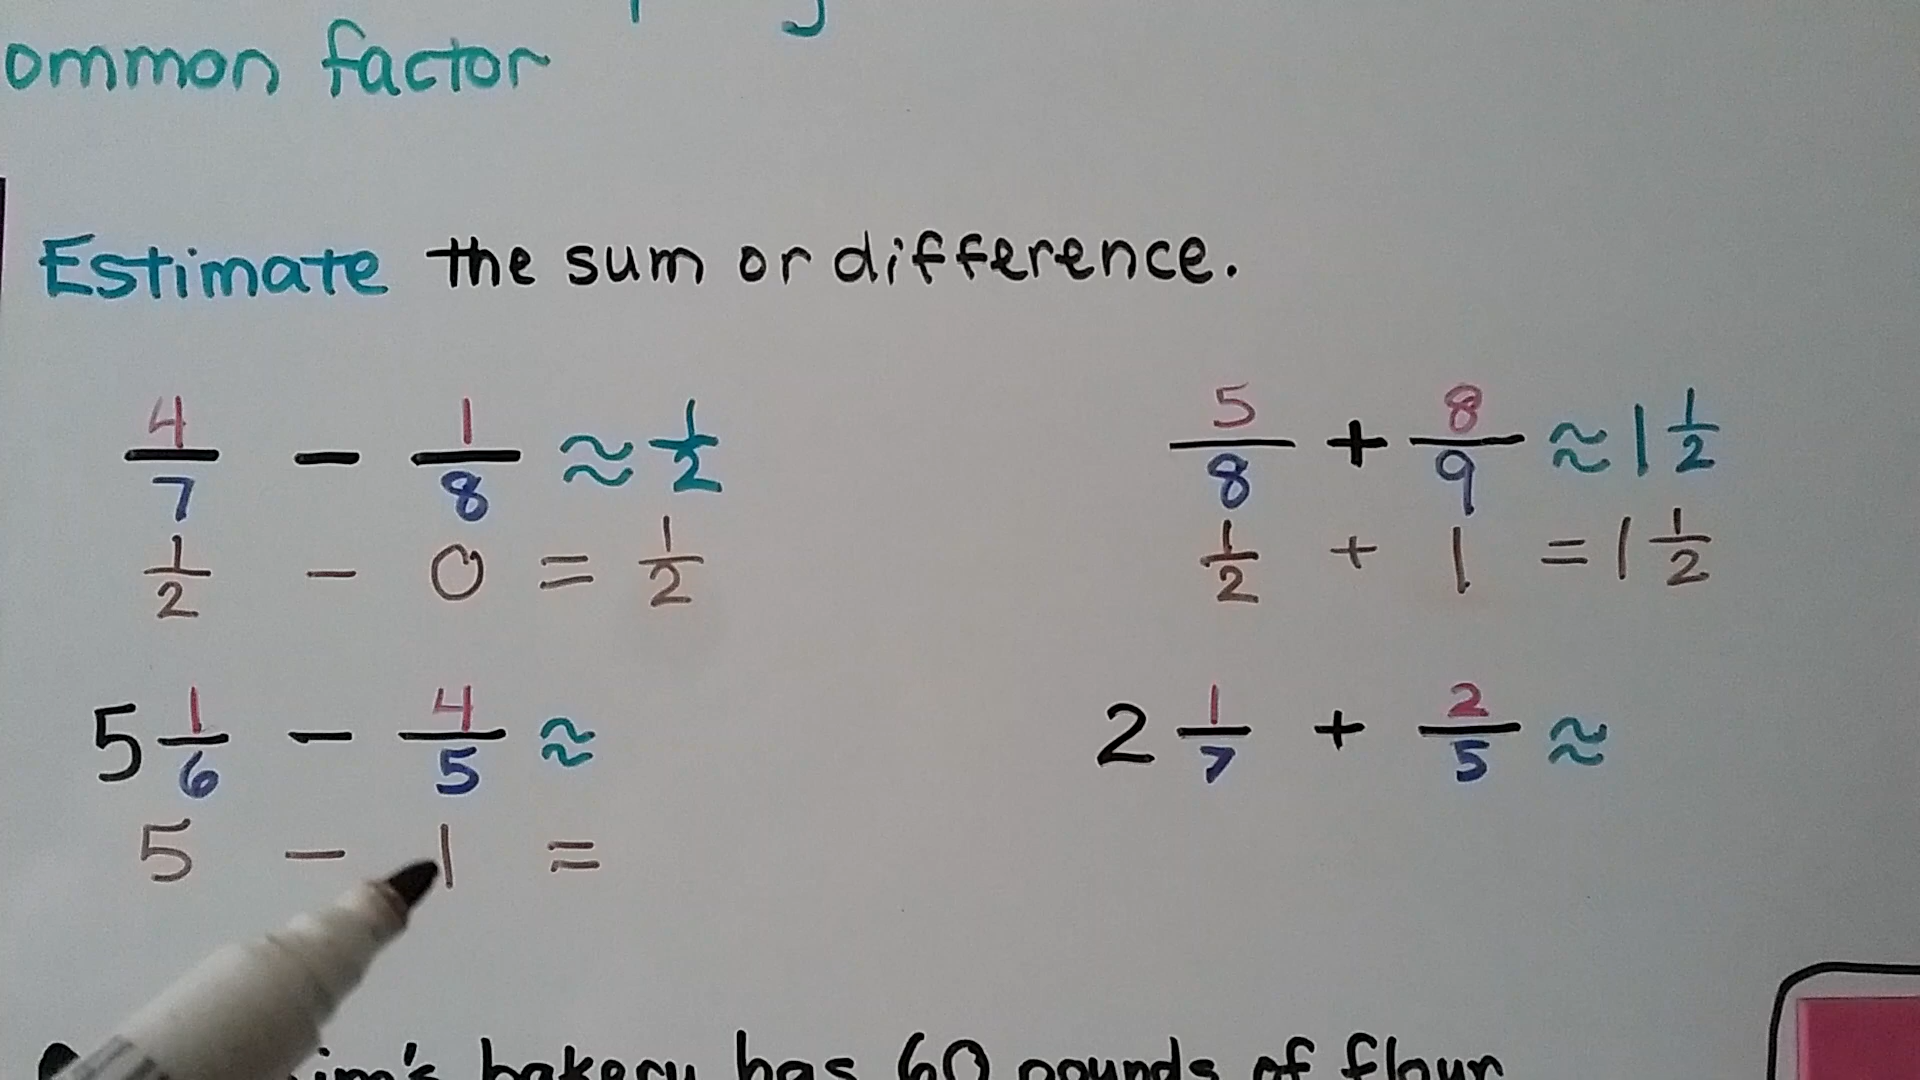 ommon factor
Estimate the sum or difference.
4/7 - 1/8 ≈ 1/2
1/2 - 0 = 1/2
5/8 + 8/9 ≈ 1 1/2
1/2 + 1 = 1 1/2
5 1/6 - 4/5 ≈
5 - 1 =
2 1/7 + 2/5 ≈
bakery has 60 pounds of flour